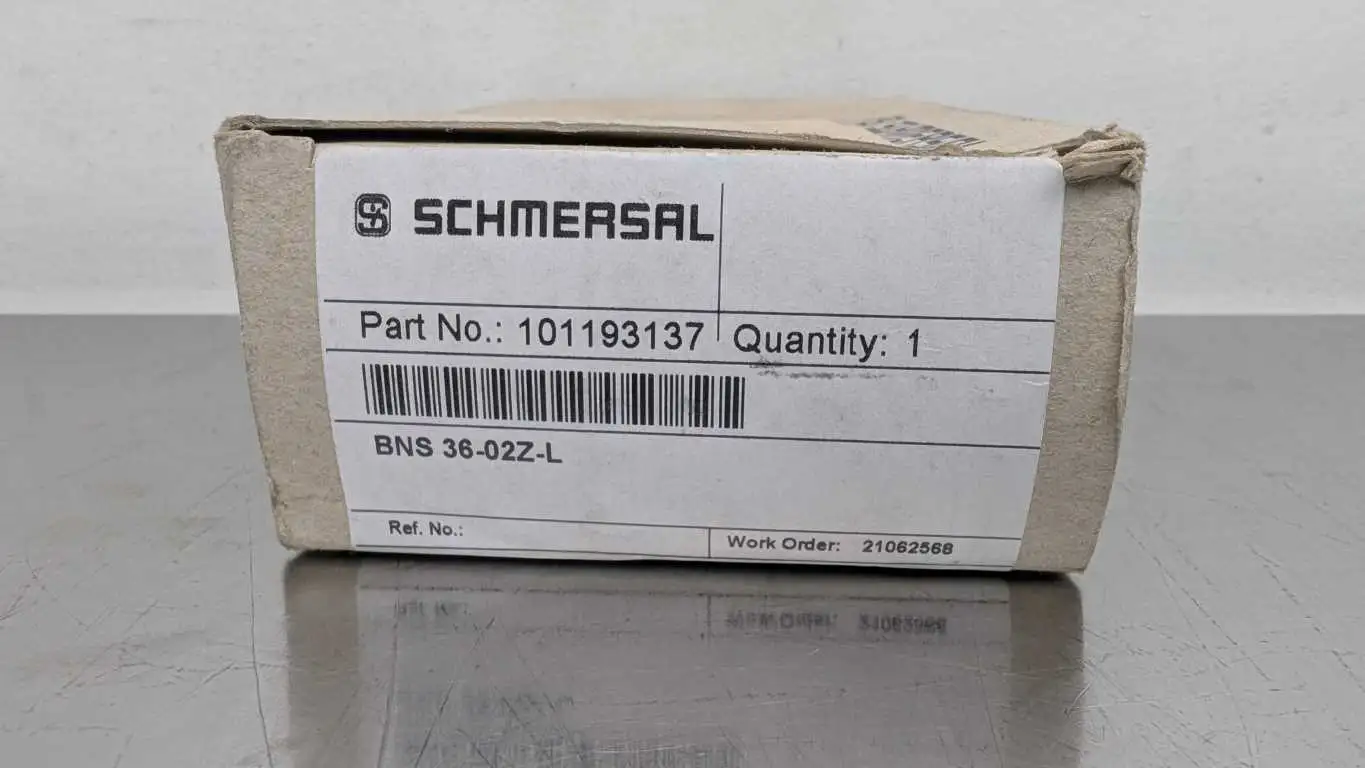 SCHMERSAL
Part No.: 101193137
Quantity: 1
BNS 36-02Z-L
Ref. No.:
Work Order: 21062568